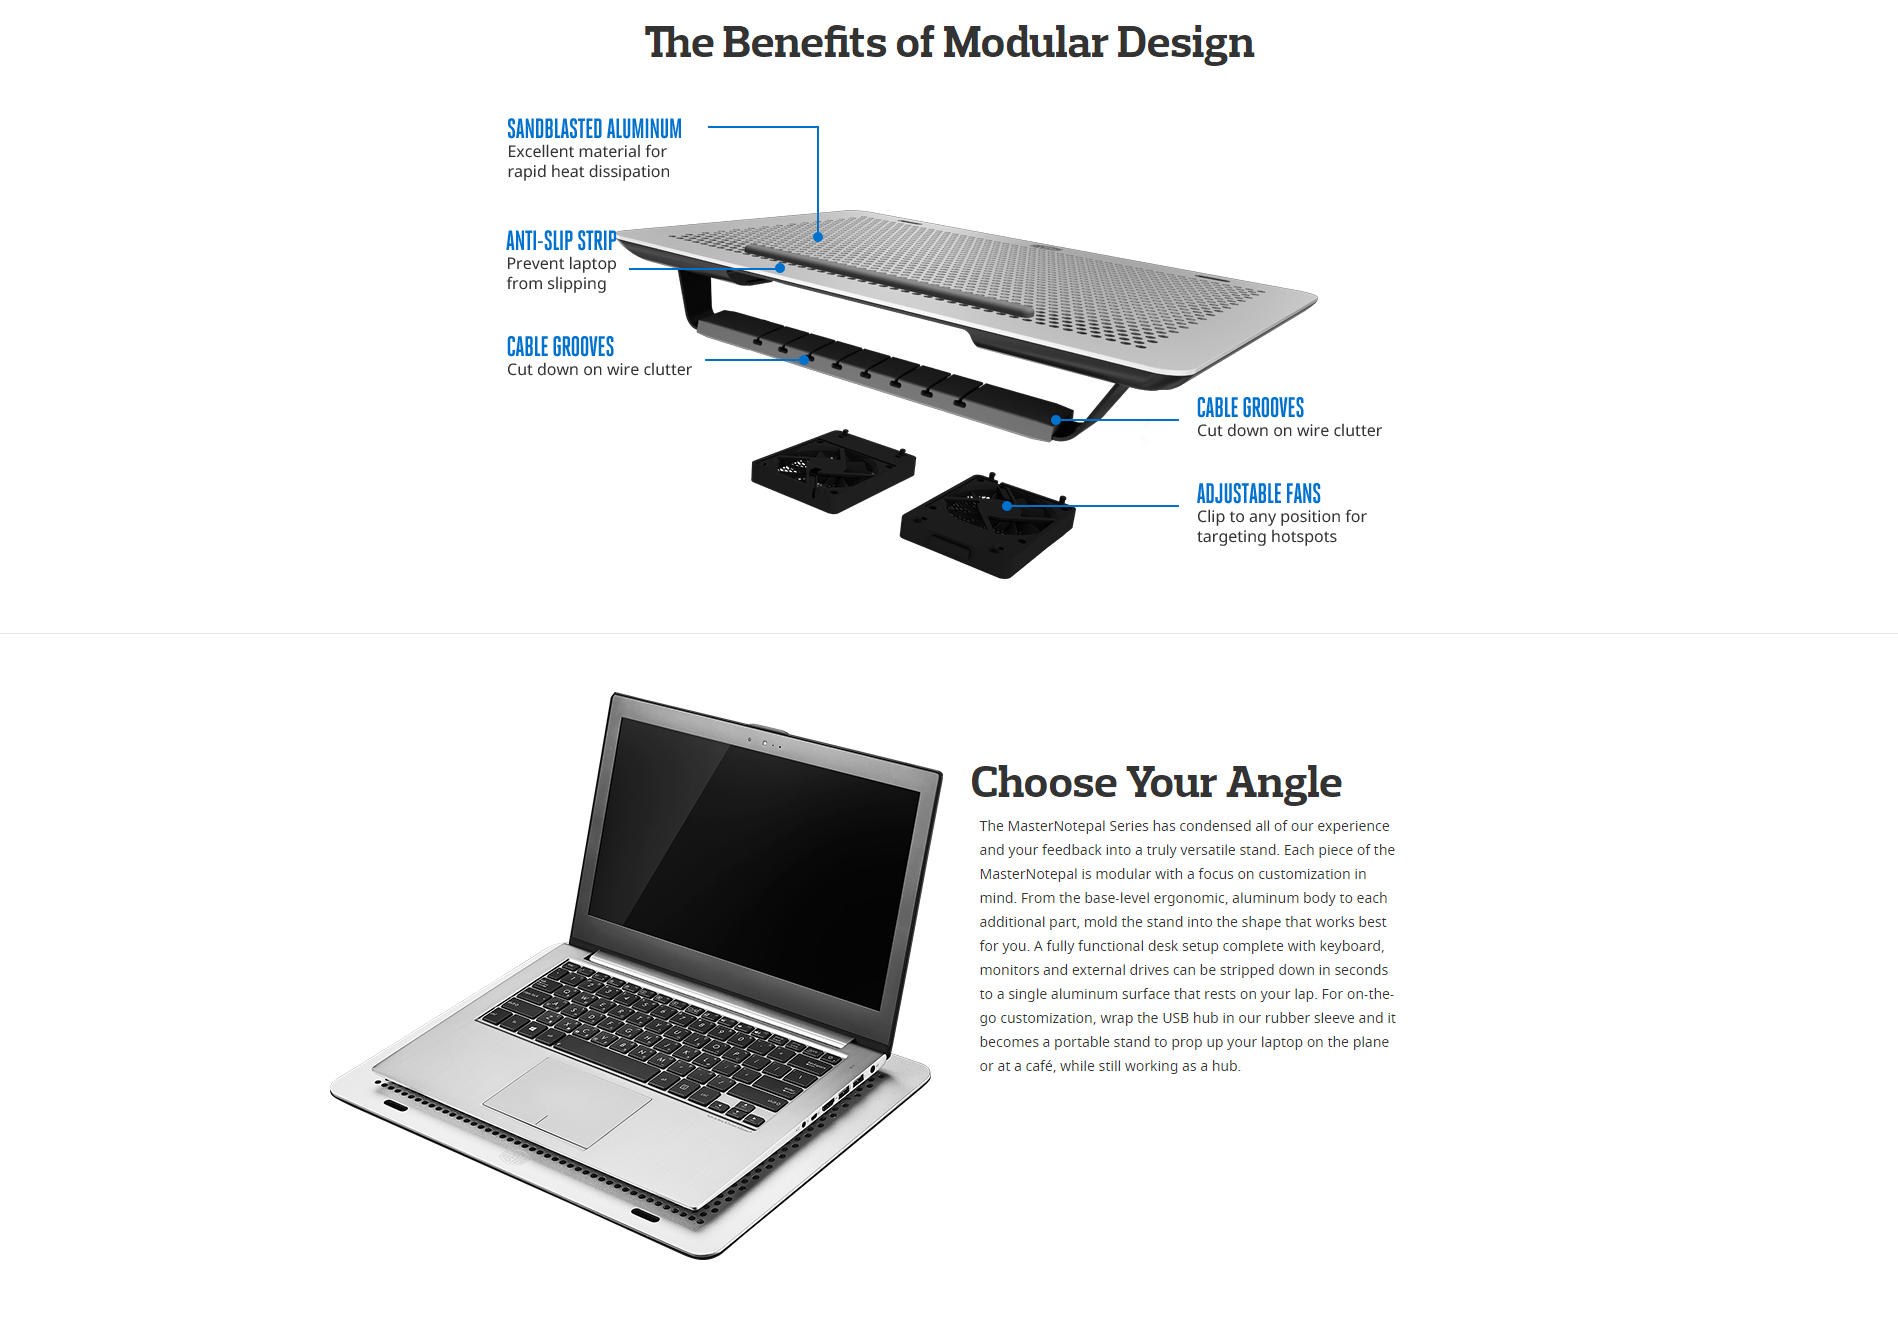 The Benefits of Modular Design
SANDBLASTED ALUMINUM
Excellent material for
rapid heat dissipation
ANTI-SLIP STRIP
Prevent laptop
from slipping
CABLE GROOVES
Cut down on wire clutter
CABLE GROOVES
Cut down on wire clutter
ADJUSTABLE FANS
Clip to any position for
targeting hotspots
Choose Your Angle
The MasterNotepal Series has condensed all of our experience
and your feedback into a truly versatile stand. Each piece of the
MasterNotepal is modular with a focus on customization in
mind. From the base-level ergonomic, aluminum body to each
additional part, mold the stand into the shape that works best
for you. A fully functional desk setup complete with keyboard,
monitors and external drives can be stripped down in seconds
to a single aluminum surface that rests on your lap. For on-the-
go customization, wrap the USB hub in our rubber sleeve and it
becomes a portable stand to prop up your laptop on the plane
or at a café, while still working as a hub.